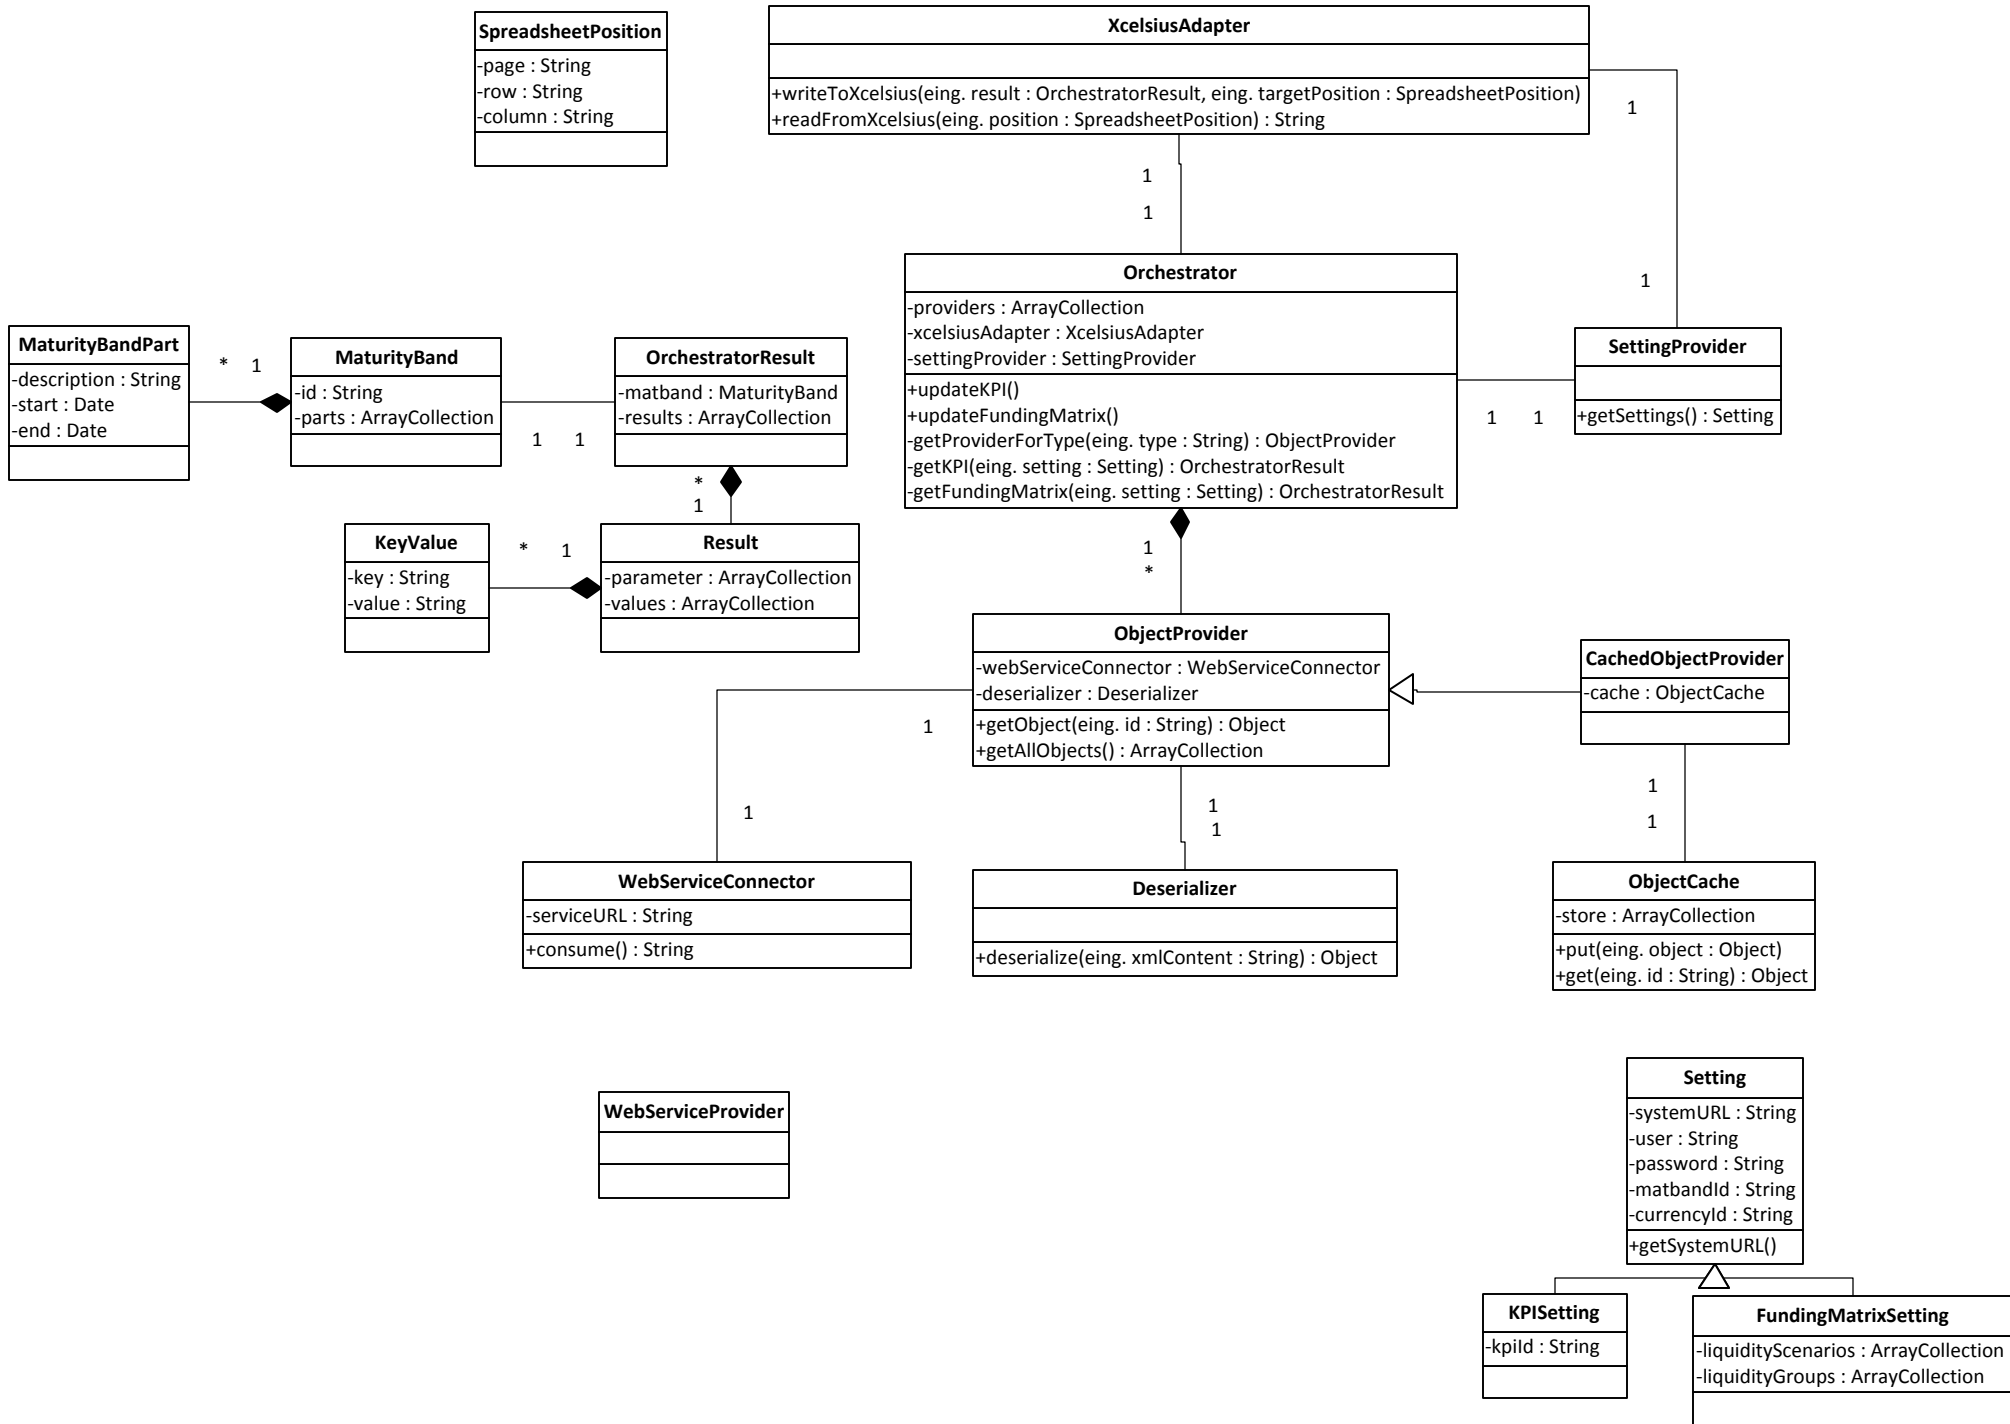 SpreadsheetPosition
-page : String
-row : String
-column : String
XcelsiusAdapter
+writeToXcelsius(eing. result : OrchestratorResult, eing. targetPosition : SpreadsheetPosition)
+readFromXcelsius(eing. position : SpreadsheetPosition) : String
1
1
1
1
Orchestrator
-providers : ArrayCollection
-xcelsiusAdapter : XcelsiusAdapter
-settingProvider : SettingProvider
+updateKPI()
+updateFundingMatrix()
-getProviderForType(eing. type : String) : ObjectProvider
-getKPI(eing. setting : Setting) : OrchestratorResult
-getFundingMatrix(eing. setting : Setting) : OrchestratorResult
1 1
SettingProvider
+getSettings() : Setting
MaturityBandPart
-description : String
-start : Date
-end : Date
* 1
MaturityBand
-id : String
-parts : ArrayCollection
1 1
OrchestratorResult
-matband : MaturityBand
-results : ArrayCollection
*
1
KeyValue
-key : String
-value : String
* 1
Result
-parameter : ArrayCollection
-values : ArrayCollection
1
*
ObjectProvider
-webServiceConnector : WebServiceConnector
-deserializer : Deserializer
+getObject(eing. id : String) : Object
+getAllObjects() : ArrayCollection
CachedObjectProvider
-cache : ObjectCache
1
1
1
1
1
1
WebServiceConnector
-serviceURL : String
+consume() : String
Deserializer
+deserialize(eing. xmlContent : String) : Object
ObjectCache
-store : ArrayCollection
+put(eing. object : Object)
+get(eing. id : String) : Object
WebServiceProvider
Setting
-systemURL : String
-user : String
-password : String
-matbandId : String
-currencyId : String
+getSystemURL()
KPISetting
-kpiId : String
FundingMatrixSetting
-liquidityScenarios : ArrayCollection
-liquidityGroups : ArrayCollection